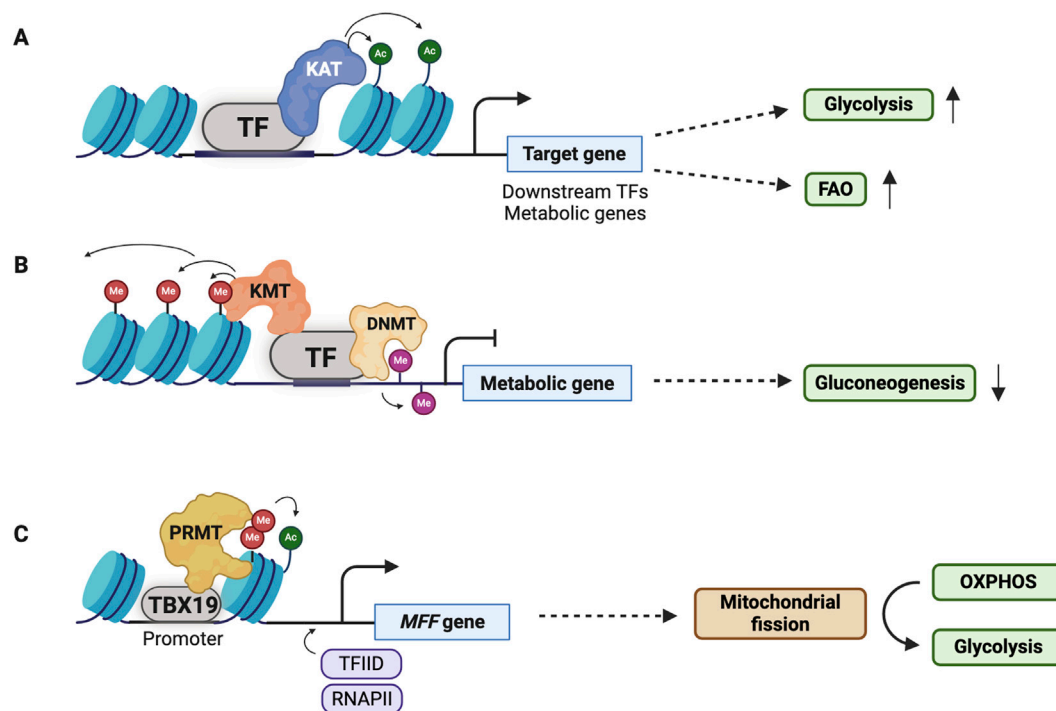 A
KAT
Ac
Ac
TF
Target gene
Downstream TFs
Metabolic genes
Glycolysis
FAO
B
Me
Me
Me
KMT
DNMT
TF
Me
Me
Metabolic gene
Gluconeogenesis
C
PRMT
Me
Me
Ac
TBX19
Promoter
MFF gene
TFIID
RNAPII
Mitochondrial
fission
OXPHOS
Glycolysis